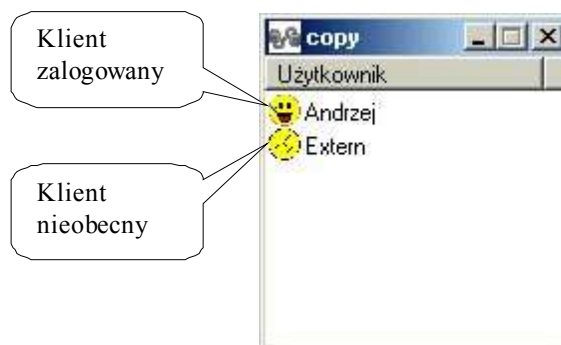 Klient
zalogowany
copy
Użytkownik
Andrzej
Extern
Klient
nieobecny